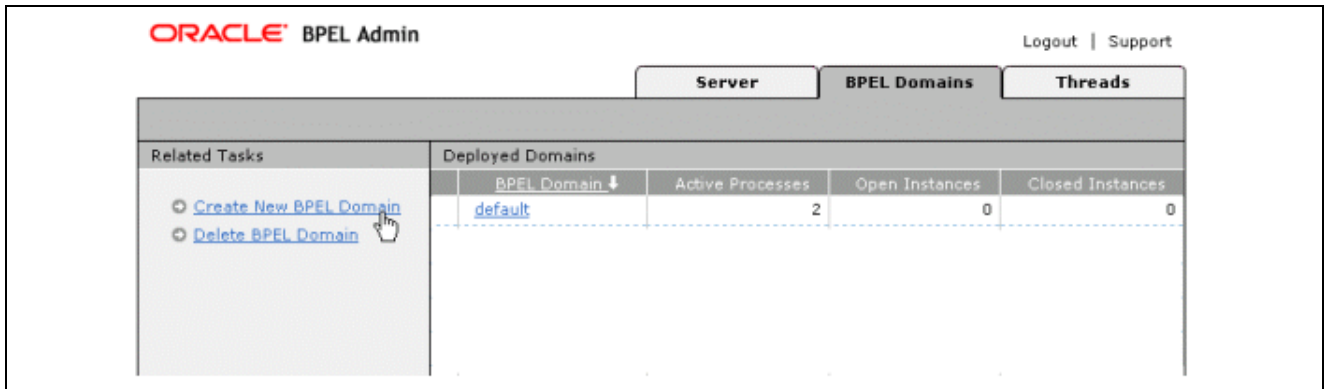 ORACLE BPEL Admin
Logout | Support
Server BPEL Domains Threads
Related Tasks
Deployed Domains
BPEL Domain Active Processes Open Instances Closed Instances
Create New BPEL Domain
default 2 0 0
Delete BPEL Domain